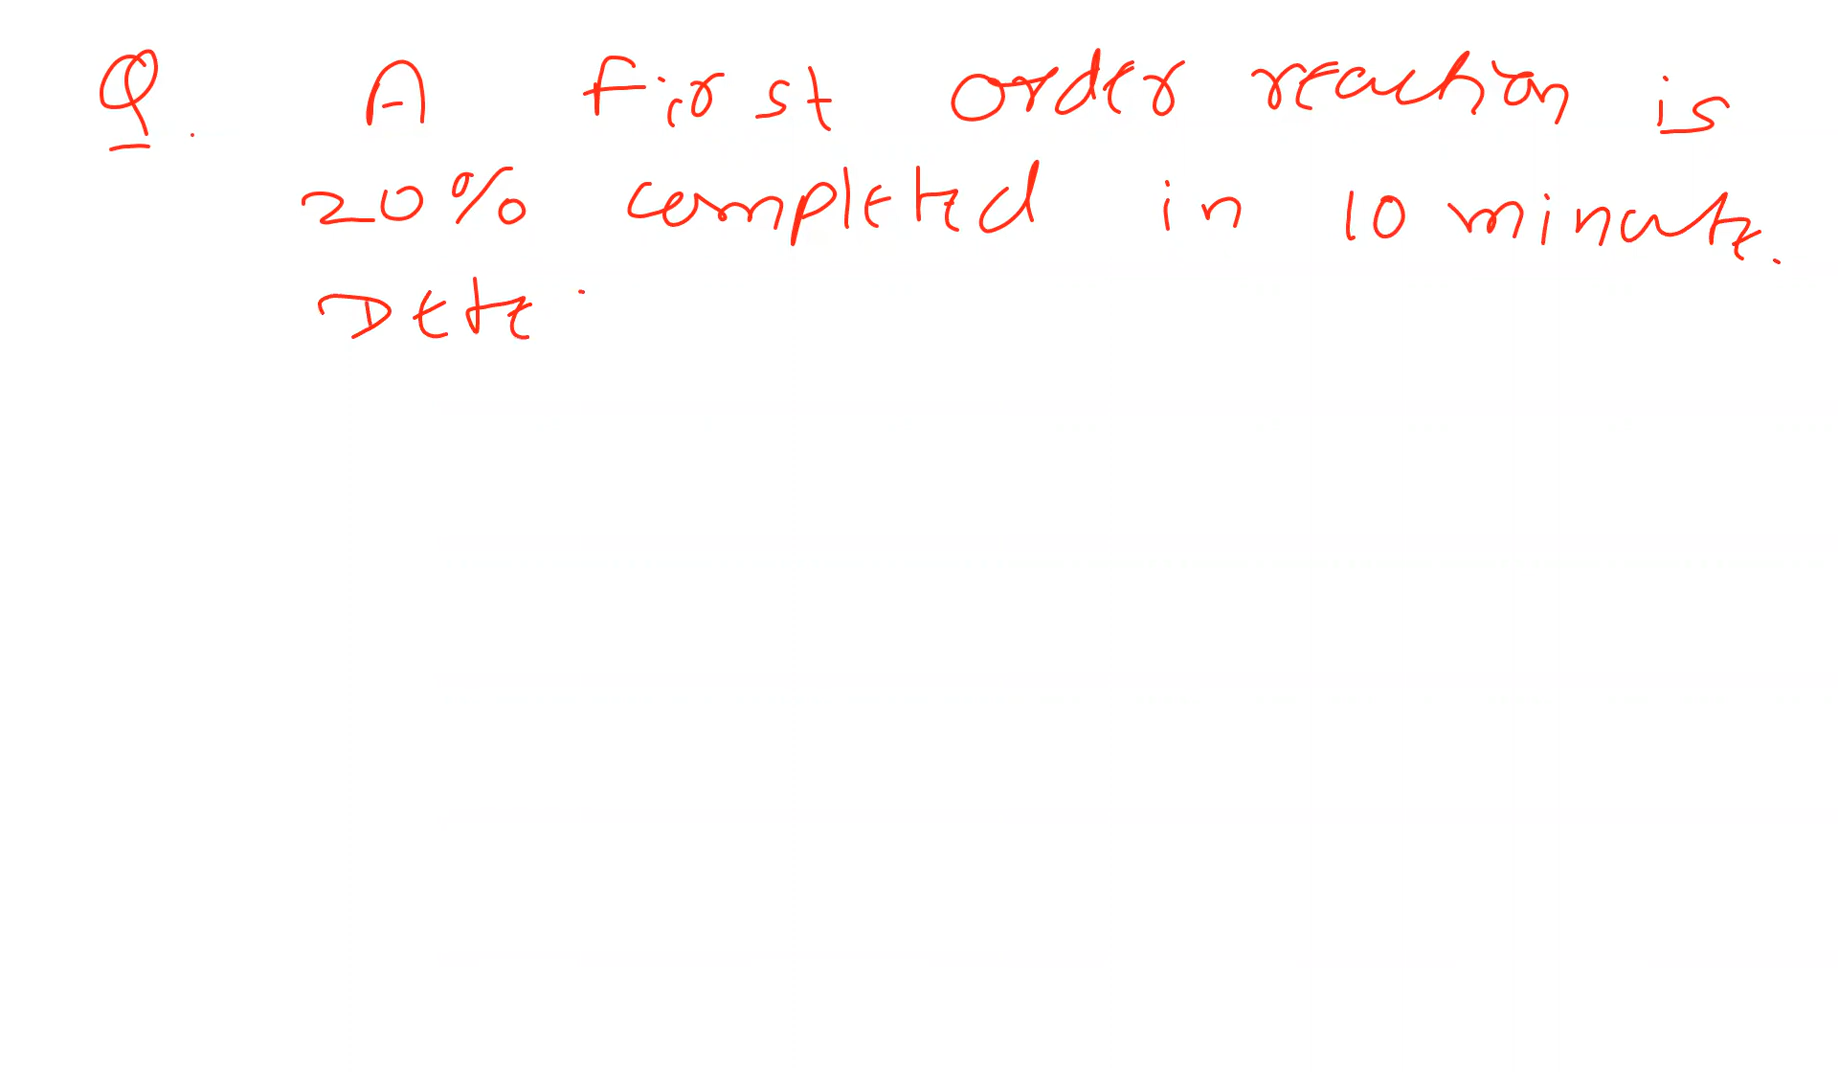 Q. A first order reaction is
20% completed in 10 minute.
Dete